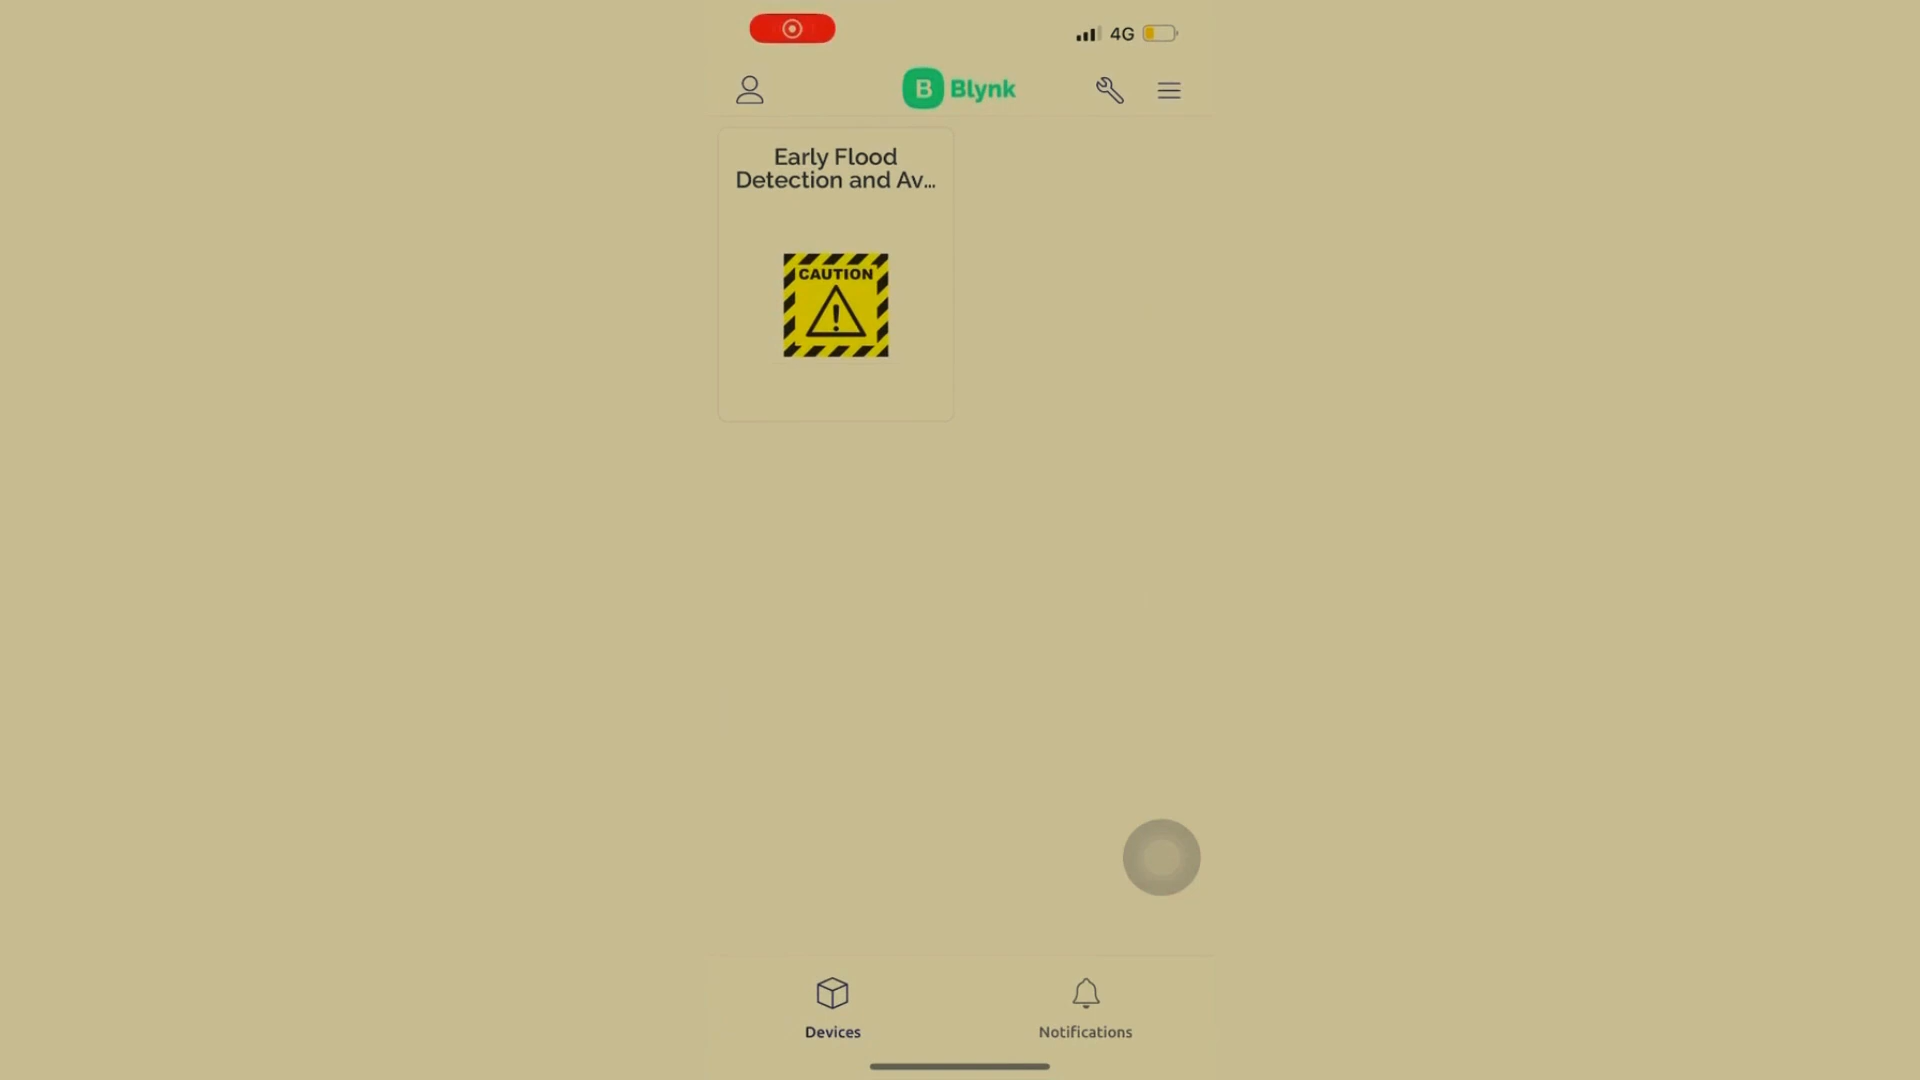 4G
B Blynk
Early Flood
Detection and Av...
CAUTION
!
Devices
Notifications